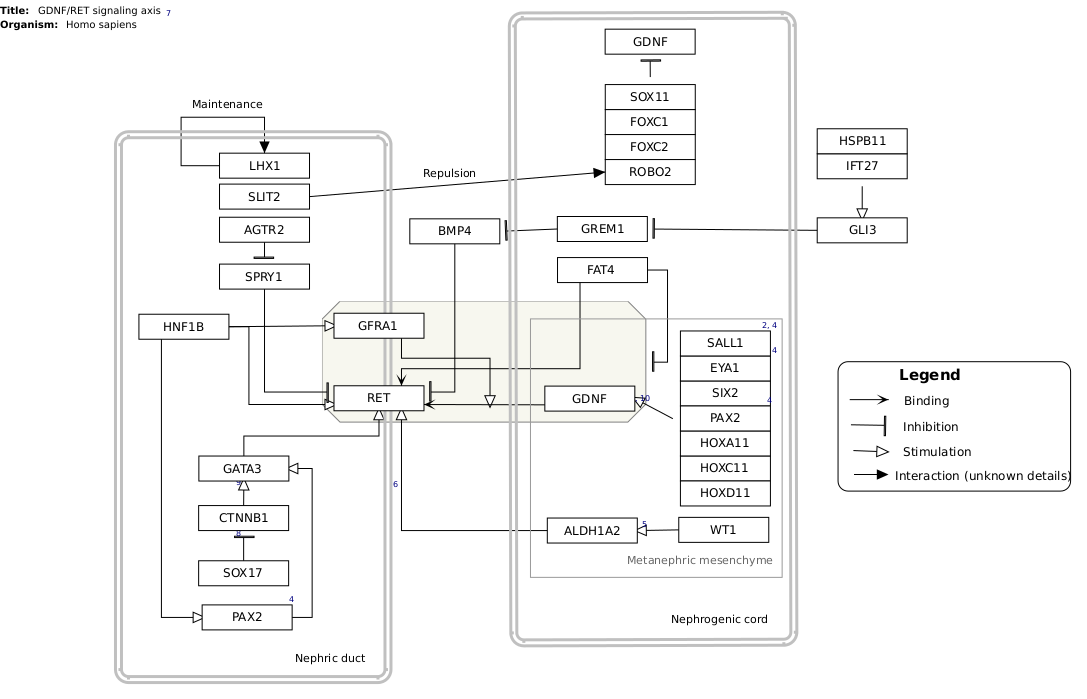 Title: GDNF/RET signaling axis 7
Organism: Homo sapiens
GDNF
SOX11
FOXC1
FOXC2
ROBO2
Maintenance
LHX1
SLIT2
AGTR2
SPRY1
Repulsion
HSPB11
IFT27
GLI3
BMP4
GREM1
FAT4
HNF1B
GFRA1
RET
GDNF
10
2, 4
SALL1
4
EYA1
SIX2
4
PAX2
HOXA11
HOXC11
HOXD11
GATA3
9
CTNNB1
8
SOX17
4
PAX2
6
ALDH1A2
5
WT1
Metanephric mesenchyme
Nephrogenic cord
Nephric duct
Legend
Binding
Inhibition
Stimulation
Interaction (unknown details)